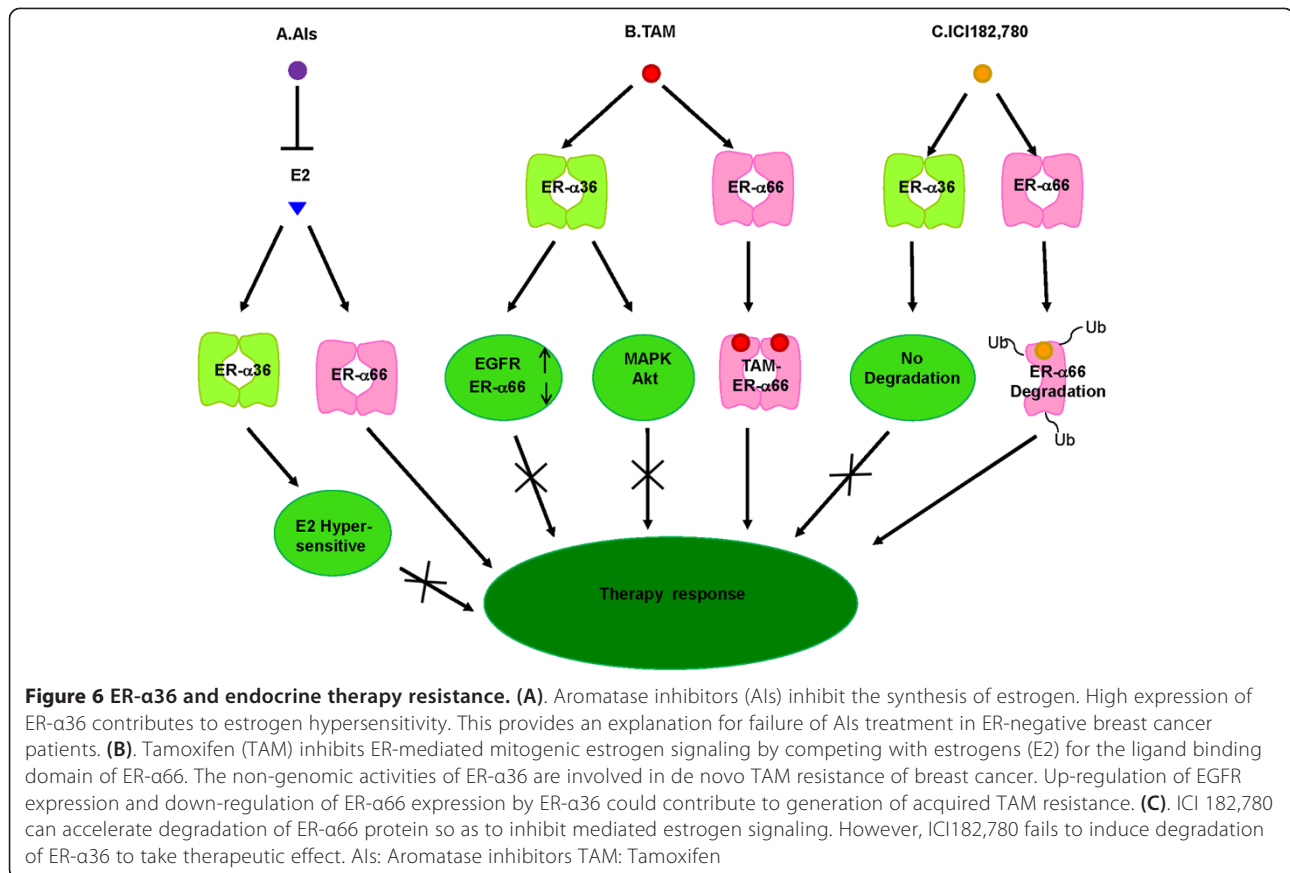 A.AIs
B.TAM
C.ICI182,780
E2
ER-α36
ER-α66
ER-α36
ER-α66
ER-α36
ER-α66
EGFR
ER-α66
MAPK
Akt
TAM-
ER-α66
No
Degradation
Ub
Ub
ER-α66
Degradation
Ub
E2 Hyper-
sensitive
Therapy response
Figure 6 ER-α36 and endocrine therapy resistance. (A). Aromatase inhibitors (AIs) inhibit the synthesis of estrogen. High expression of
ER-α36 contributes to estrogen hypersensitivity. This provides an explanation for failure of AIs treatment in ER-negative breast cancer
patients. (B). Tamoxifen (TAM) inhibits ER-mediated mitogenic estrogen signaling by competing with estrogens (E2) for the ligand binding
domain of ER-α66. The non-genomic activities of ER-α36 are involved in de novo TAM resistance of breast cancer. Up-regulation of EGFR
expression and down-regulation of ER-α66 expression by ER-α36 could contribute to generation of acquired TAM resistance. (C). ICI 182,780
can accelerate degradation of ER-α66 protein so as to inhibit mediated estrogen signaling. However, ICI182,780 fails to induce degradation
of ER-α36 to take therapeutic effect. AIs: Aromatase inhibitors TAM: Tamoxifen